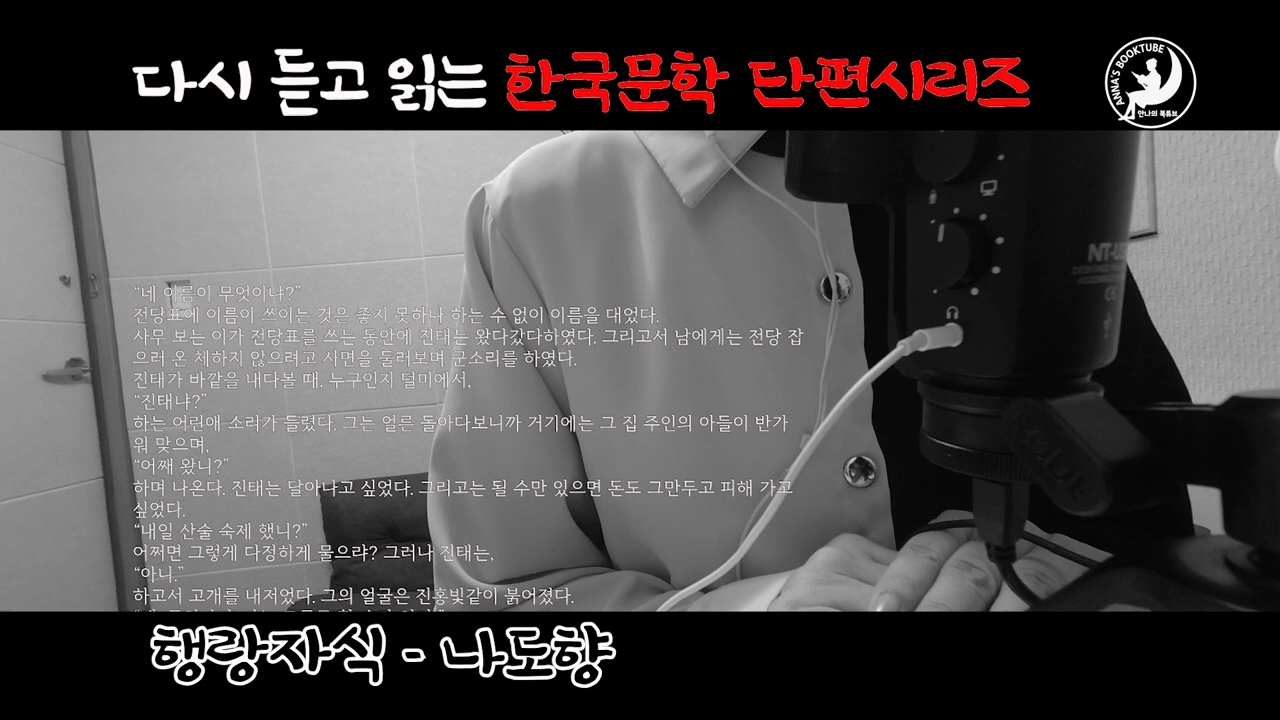 다시 듣고 읽는 한국문학 단편시리즈
ANNA'S BOOKTUBE
안나의 북튜브
NT-US
“네 이름이 무엇이냐?”
전당표에 이름이 쓰이는 것은 좋지 못하나 하는 수 없이 이름을 대었다.
사무 보는 이가 전당표를 쓰는 동안에 진태는 왔다갔다하였다. 그리고서 남에게는 전당 잡
으러 온 체하지 않으려고 사면을 둘러보며 군소리를 하였다.
진태가 바깥을 내다볼 때, 누구인지 덜미에서,
“진태냐?”
하는 어린애 소리가 들렸다. 그는 얼른 돌아다보니까 거기에는 그 집 주인의 아들이 반가
워 맞으며,
“어째 왔니?”
하며 나온다. 진태는 달아나고 싶었다. 그리고는 될 수만 있으면 돈도 그만두고 피해 가고
싶었다.
“내일 산술 숙제 했니?”
어쩌면 그렇게 다정하게 물으랴? 그러나 진태는,
“아니.”
하고서 고개를 내저었다. 그의 얼굴은 진홍빛같이 붉어졌다.
행랑자식 - 나도향